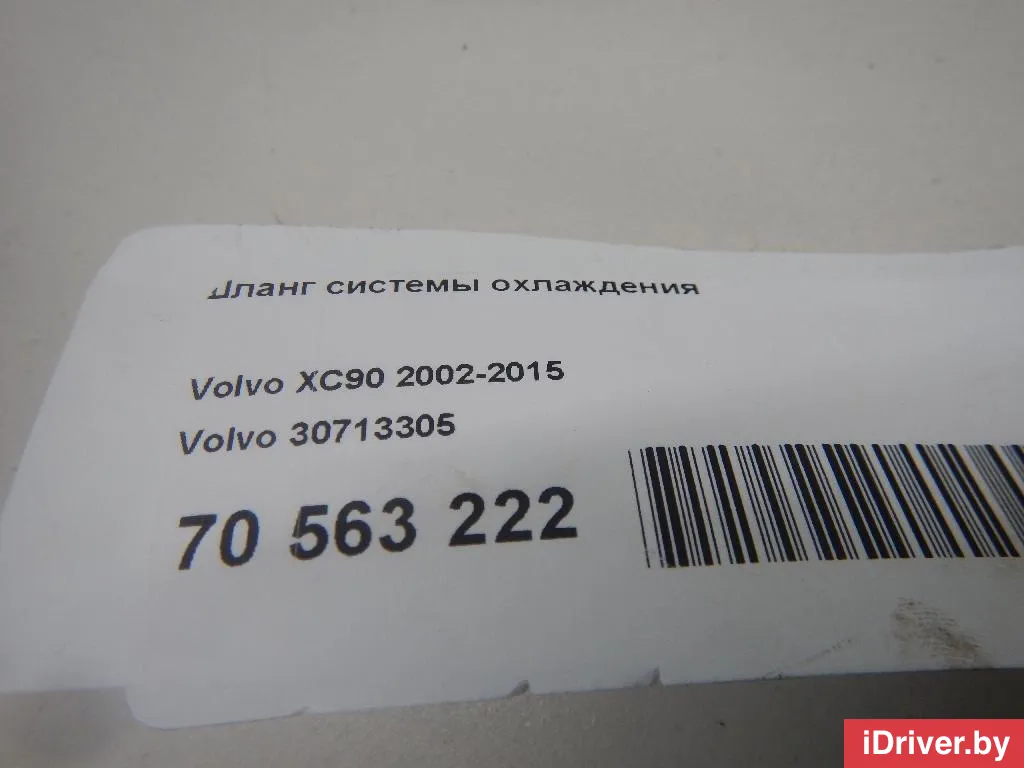 Шланг системы охлаждения
Volvo XC90 2002-2015
Volvo 30713305
70 563 222
iDriver.by